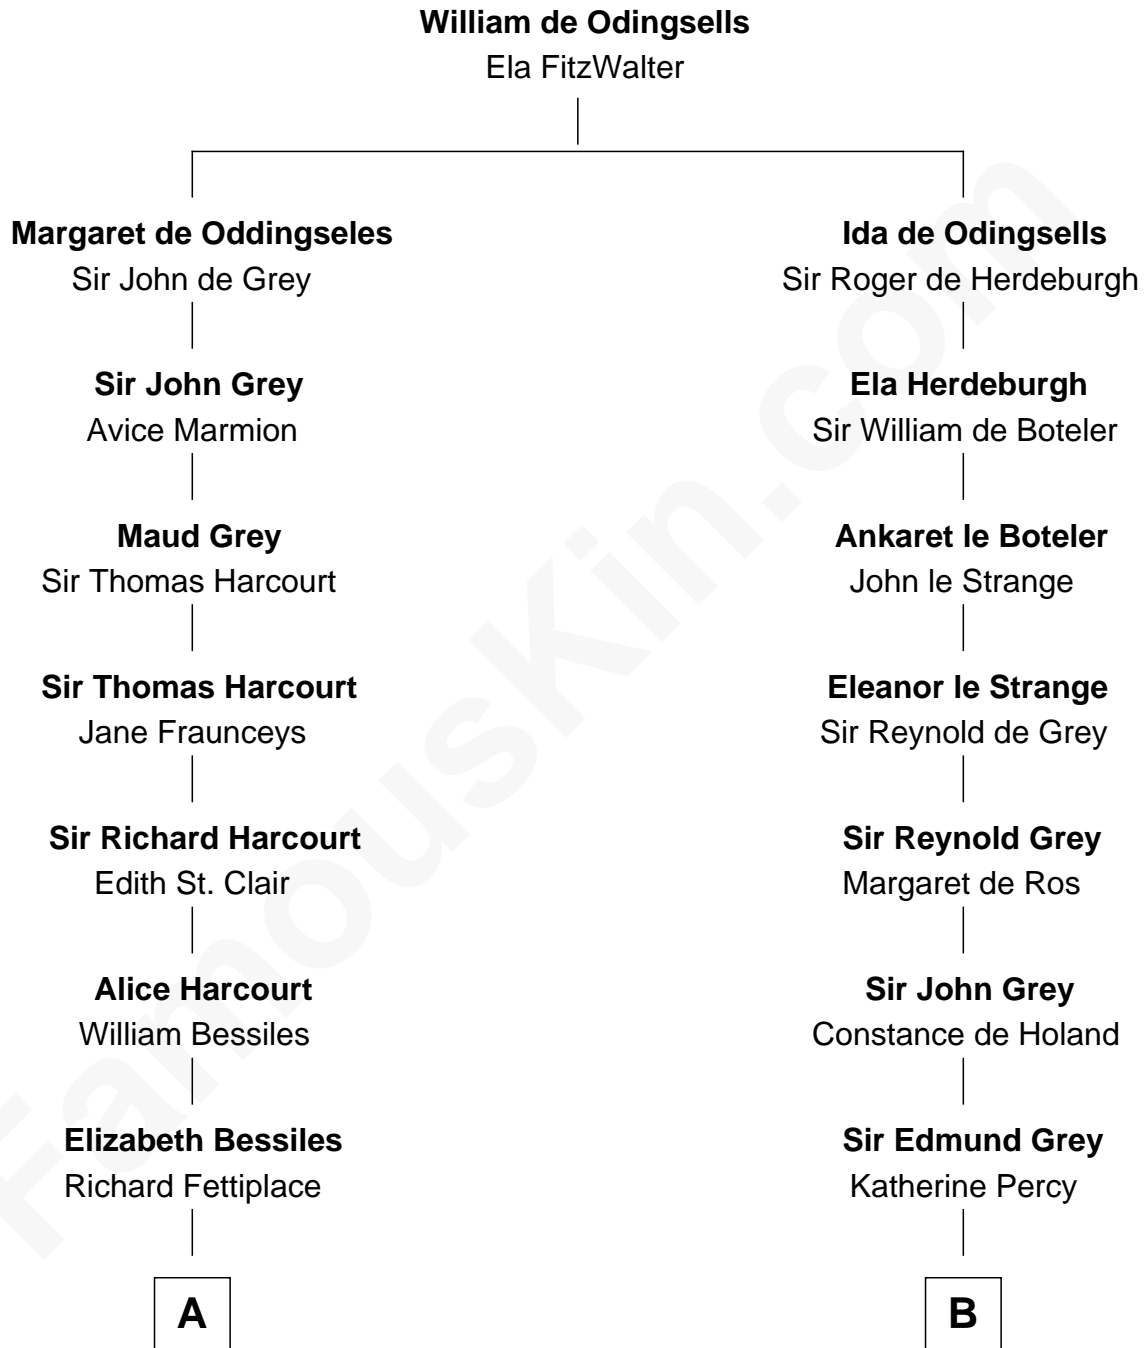 William de Odingsells
Ela FitzWalter
Margaret de Oddingseles
Sir John de Grey
Sir John Grey
Avice Marmion
Maud Grey
Sir Thomas Harcourt
Sir Thomas Harcourt
Jane Fraunceys
Sir Richard Harcourt
Edith St. Clair
Alice Harcourt
William Bessiles
Elizabeth Bessiles
Richard Fettiplace
A
Ida de Odingsells
Sir Roger de Herdeburgh
Ela Herdeburgh
Sir William de Boteler
Ankaret le Boteler
John le Strange
Eleanor le Strange
Sir Reynold de Grey
Sir Reynold Grey
Margaret de Ros
Sir John Grey
Constance de Holand
Sir Edmund Grey
Katherine Percy
B
FamousKin.com